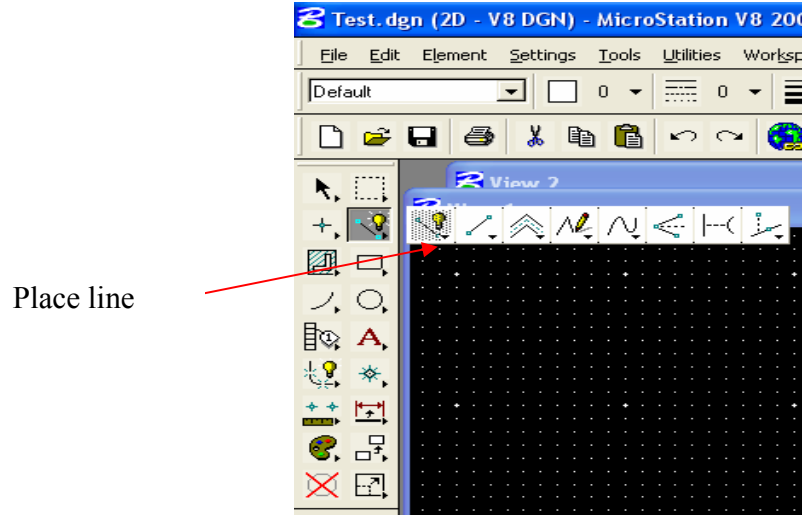 Test.dgn (2D - V8 DGN) - MicroStation V8 200
File Edit Element Settings Tools Utilities Worksp
Default 0 0
View 2
Place line